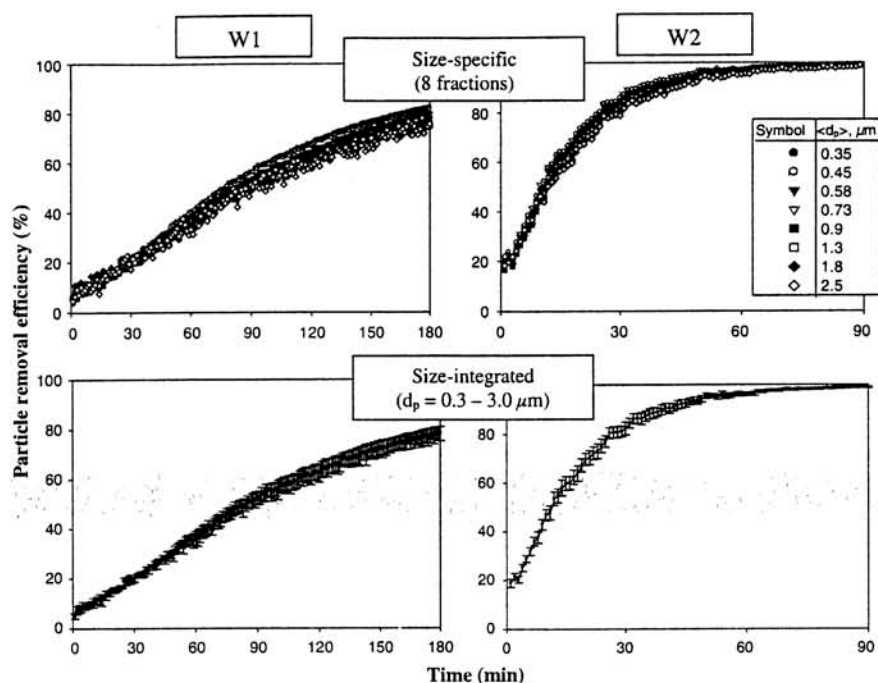 W1
W2
Size-specific
(8 fractions)
Particle removal efficiency (%)
100
80
60
40
20
0
0 30 60 90 120 150 180
80
60
40
20
0
0 30 60 90
Symbol <dp>, μm
0.35
0.45
0.58
0.73
0.9
1.3
1.8
2.5
Size-integrated
(dp = 0.3 – 3.0 μm)
100
80
60
40
20
0
0 30 60 90 120 150 180
80
60
40
20
0
0 30 60 90
Time (min)